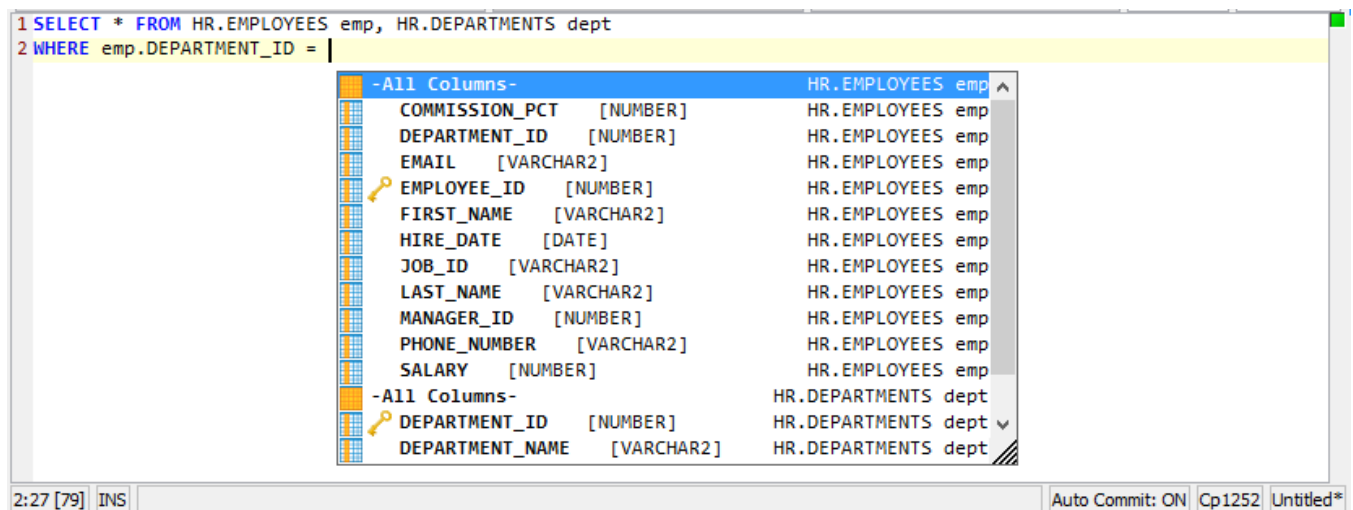 1 SELECT * FROM HR.EMPLOYEES emp, HR.DEPARTMENTS dept
2 WHERE emp.DEPARTMENT_ID =
-All Columns- HR.EMPLOYEES emp
COMMISSION_PCT [NUMBER] HR.EMPLOYEES emp
DEPARTMENT_ID [NUMBER] HR.EMPLOYEES emp
EMAIL [VARCHAR2] HR.EMPLOYEES emp
EMPLOYEE_ID [NUMBER] HR.EMPLOYEES emp
FIRST_NAME [VARCHAR2] HR.EMPLOYEES emp
HIRE_DATE [DATE] HR.EMPLOYEES emp
JOB_ID [VARCHAR2] HR.EMPLOYEES emp
LAST_NAME [VARCHAR2] HR.EMPLOYEES emp
MANAGER_ID [NUMBER] HR.EMPLOYEES emp
PHONE_NUMBER [VARCHAR2] HR.EMPLOYEES emp
SALARY [NUMBER] HR.EMPLOYEES emp
-All Columns- HR.DEPARTMENTS dept
DEPARTMENT_ID [NUMBER] HR.DEPARTMENTS dept
DEPARTMENT_NAME [VARCHAR2] HR.DEPARTMENTS dept
2:27 [79] INS Auto Commit: ON Cp1252 Untitled*